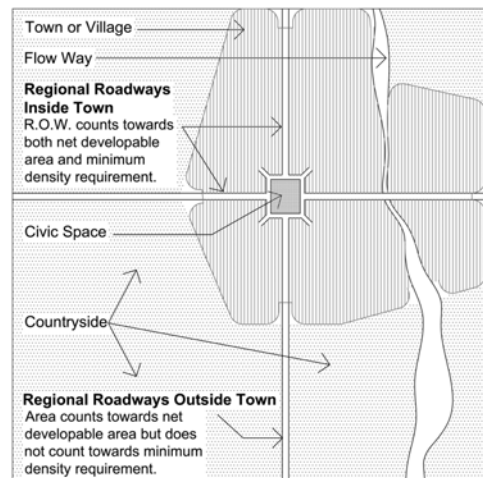 Town or Village
Flow Way
Regional Roadways
Inside Town
R.O.W. counts towards
both net developable
area and minimum
density requirement.
Civic Space
Countryside
Regional Roadways Outside Town
Area counts towards net
developable area but does
not count towards minimum
density requirement.